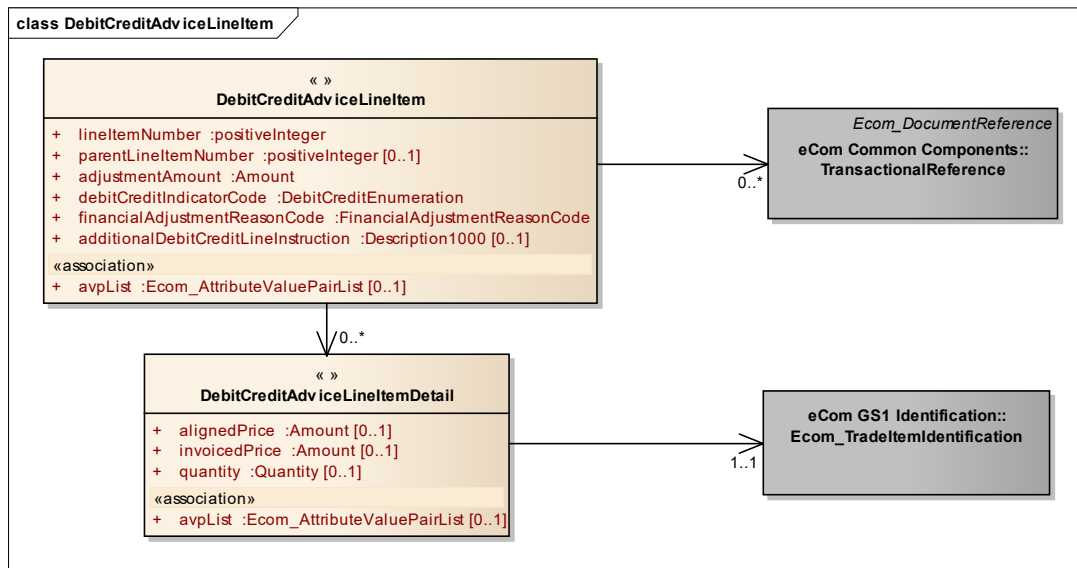 class DebitCreditAdviceLineItem
« »
DebitCreditAdviceLineItem
+ lineItemNumber :positiveInteger
+ parentLineItemNumber :positiveInteger [0..1]
+ adjustmentAmount :Amount
+ debitCreditIndicatorCode :DebitCreditEnumeration
+ financialAdjustmentReasonCode :FinancialAdjustmentReasonCode
+ additionalDebitCreditLineInstruction :Description1000 [0..1]
«association»
+ avpList :Ecom_AttributeValuePairList [0..1]
Ecom_DocumentReference
eCom Common Components::
TransactionalReference
0..*
0..*
« »
DebitCreditAdviceLineItemDetail
+ alignedPrice :Amount [0..1]
+ invoicedPrice :Amount [0..1]
+ quantity :Quantity [0..1]
«association»
+ avpList :Ecom_AttributeValuePairList [0..1]
eCom GS1 Identification::
Ecom_TradeItemIdentification
1..1